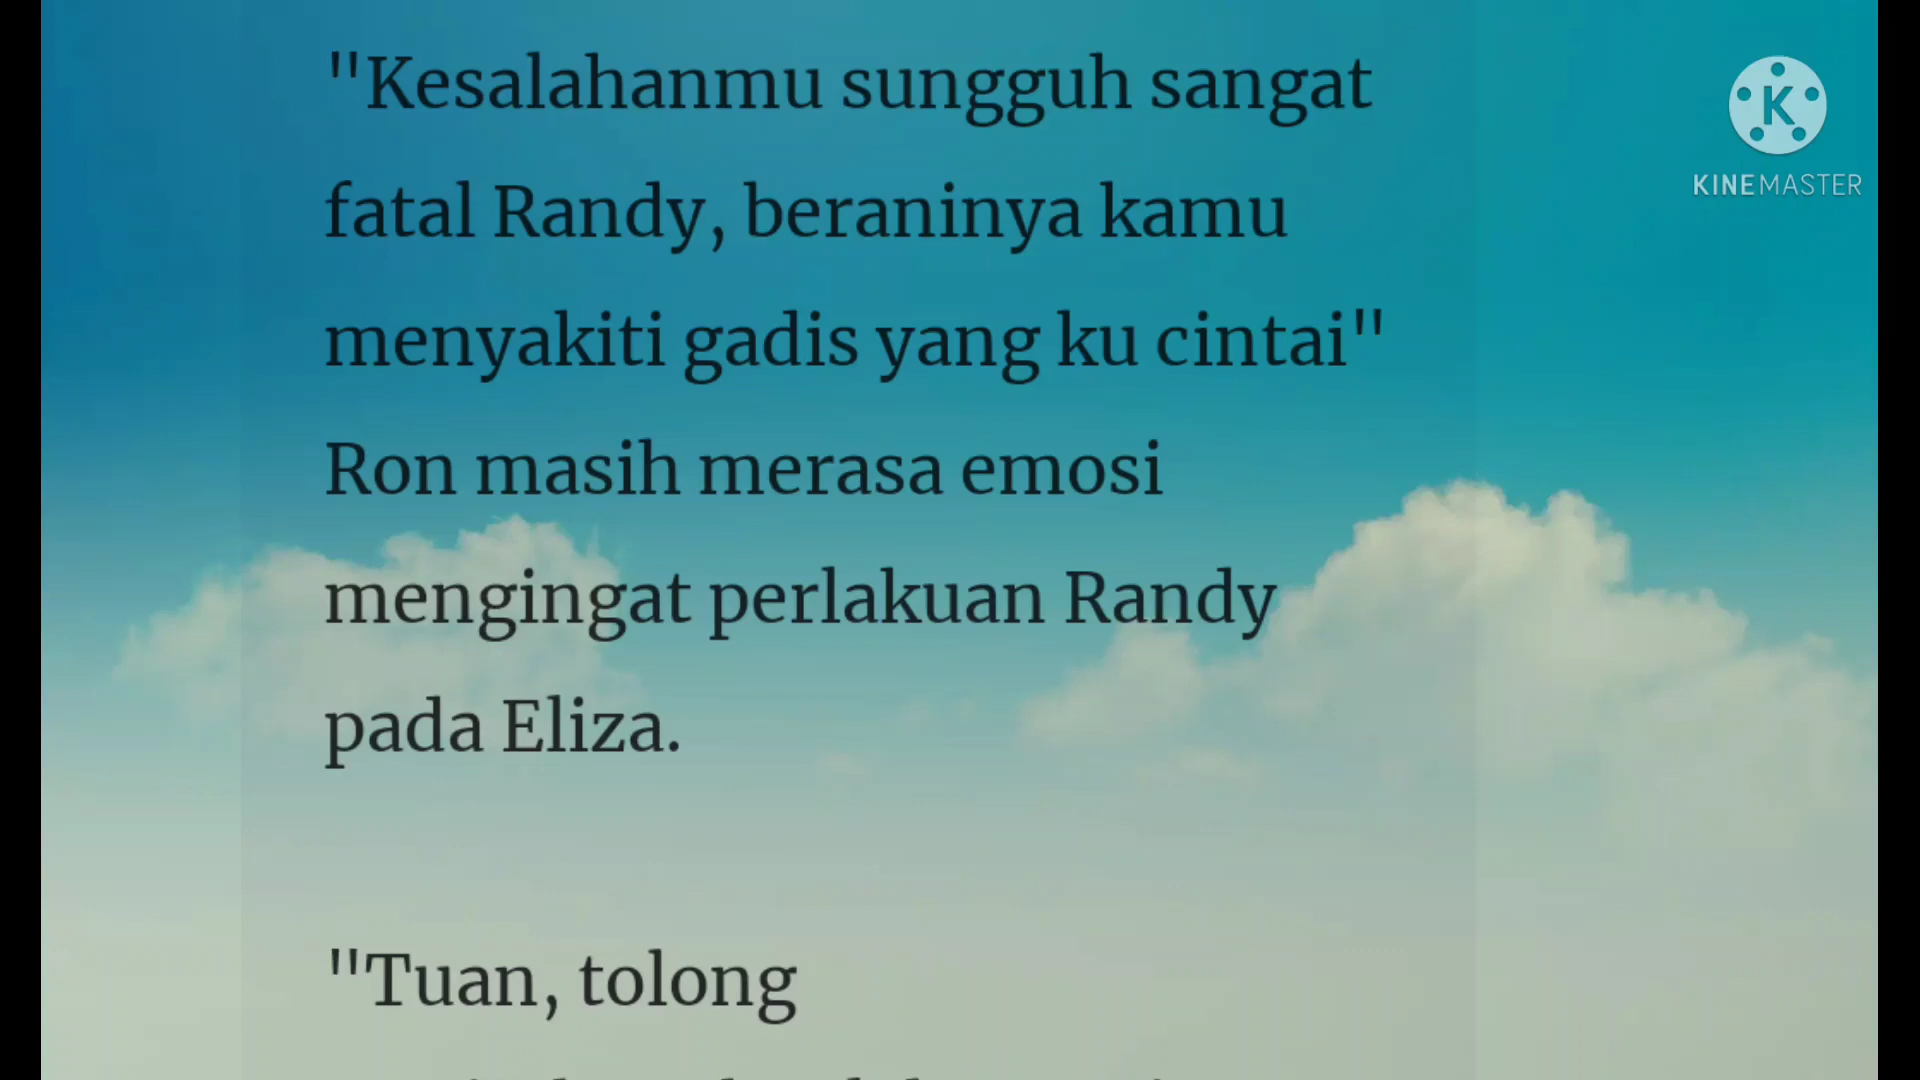 "Kesalahanmu sungguh sangat
fatal Randy, beraninya kamu
menyakiti gadis yang ku cintai"
Ron masih merasa emosi
mengingat perlakuan Randy
pada Eliza.
"Tuan, tolong
K
KINEMASTER